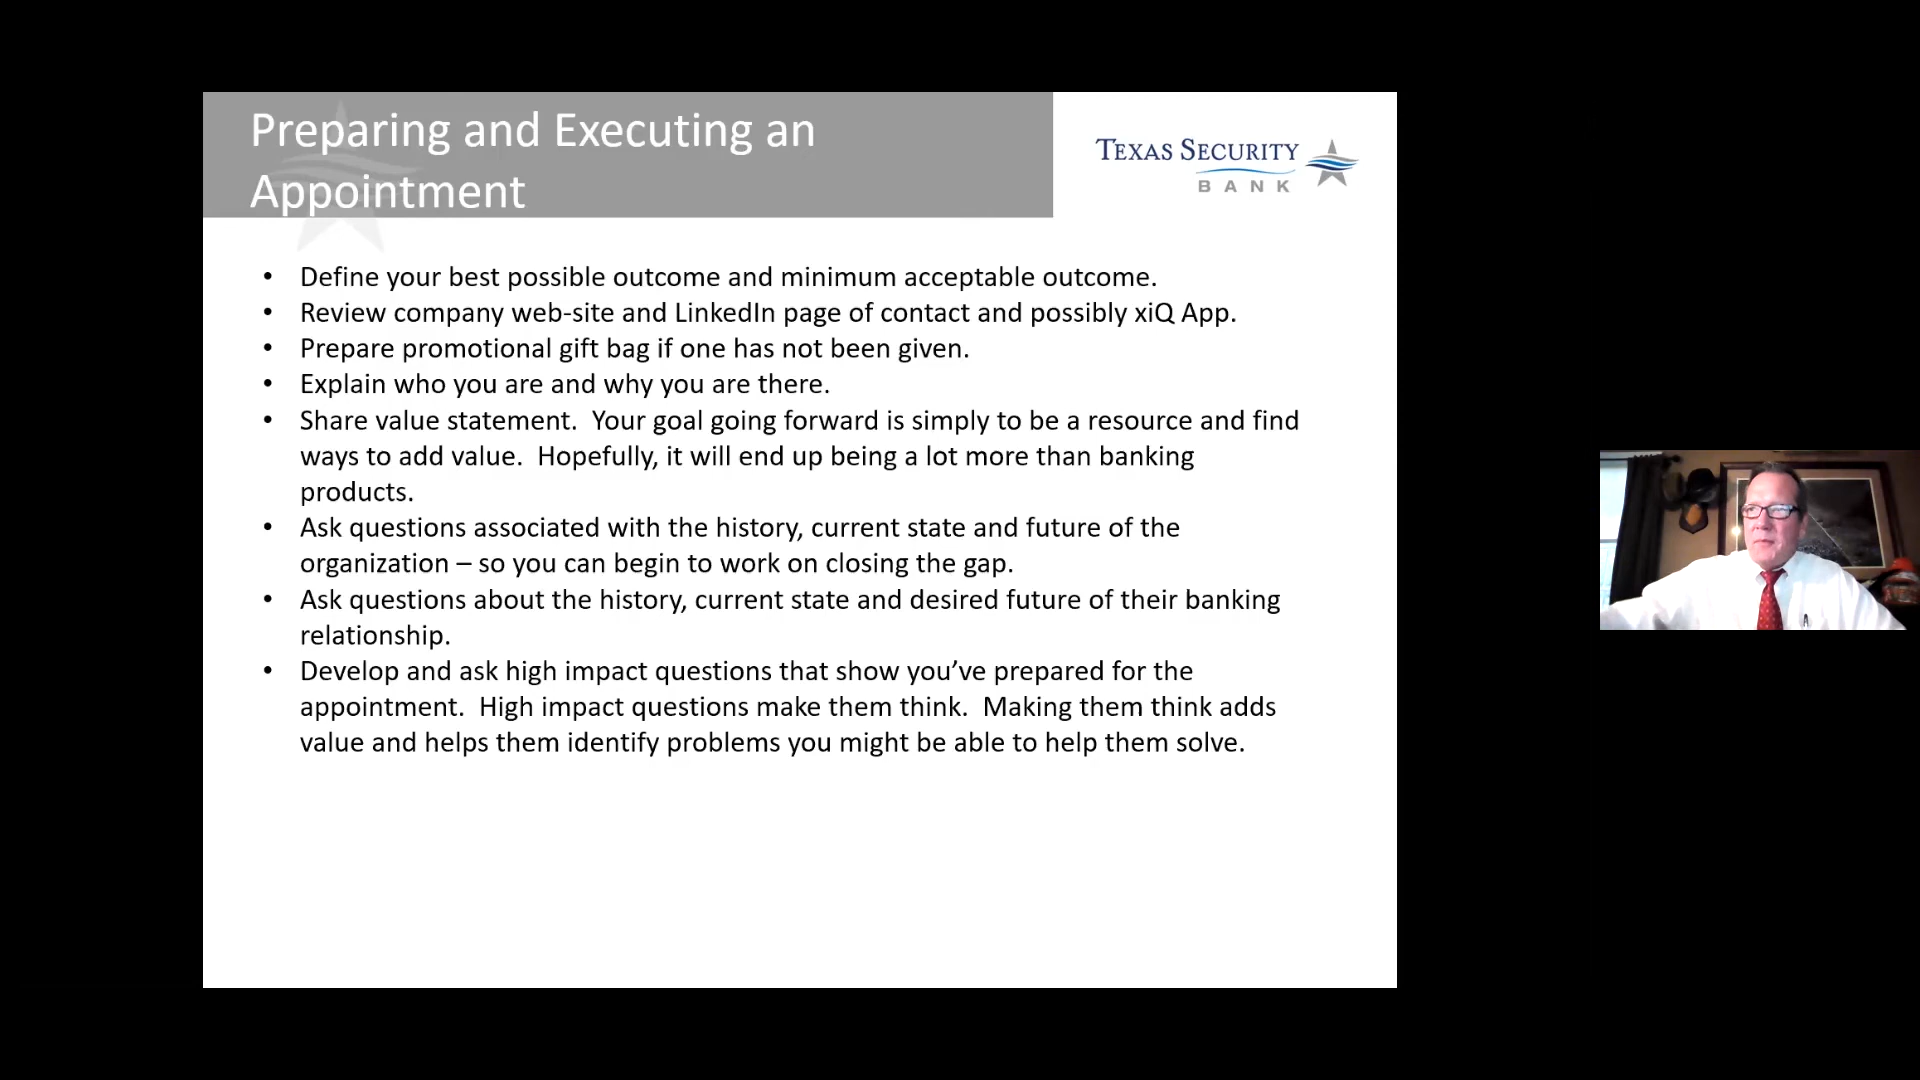 Preparing and Executing an
Appointment
TEXAS SECURITY
BANK
• Define your best possible outcome and minimum acceptable outcome.
• Review company web-site and LinkedIn page of contact and possibly xiQ App.
• Prepare promotional gift bag if one has not been given.
• Explain who you are and why you are there.
• Share value statement.  Your goal going forward is simply to be a resource and find
ways to add value.  Hopefully, it will end up being a lot more than banking
products.
• Ask questions associated with the history, current state and future of the
organization – so you can begin to work on closing the gap.
• Ask questions about the history, current state and desired future of their banking
relationship.
• Develop and ask high impact questions that show you’ve prepared for the
appointment.  High impact questions make them think.  Making them think adds
value and helps them identify problems you might be able to help them solve.